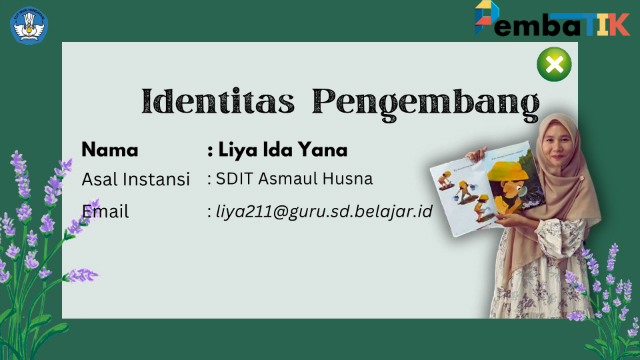 PembaTIK
Identitas Pengembang
Nama : Liya Ida Yana
Asal Instansi : SDIT Asmaul Husna
Email : liya211@guru.sd.belajar.id